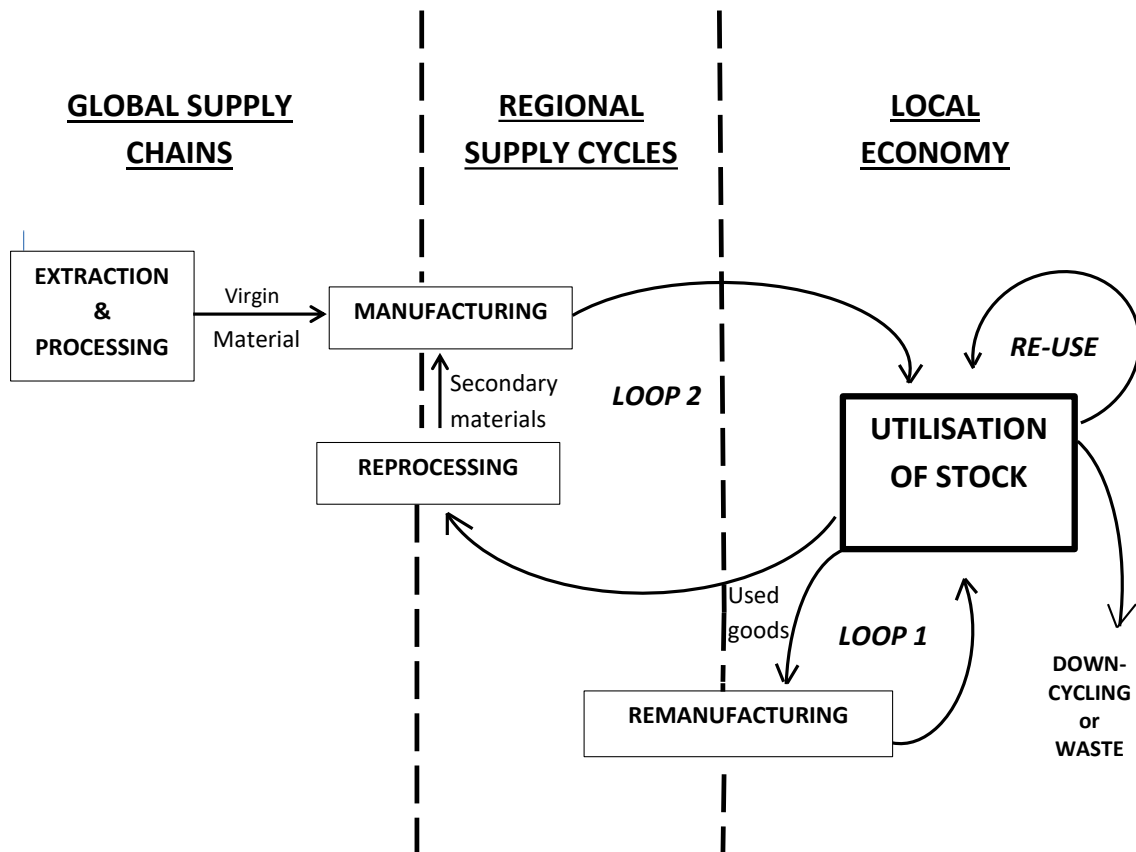 GLOBAL SUPPLY
CHAINS
REGIONAL
SUPPLY CYCLES
LOCAL
ECONOMY
EXTRACTION
&
PROCESSING
Virgin
Material
MANUFACTURING
Secondary
materials
REPROCESSING
LOOP 2
RE-USE
UTILISATION
OF STOCK
Used
goods
LOOP 1
REMANUFACTURING
DOWN-
CYCLING
or
WASTE